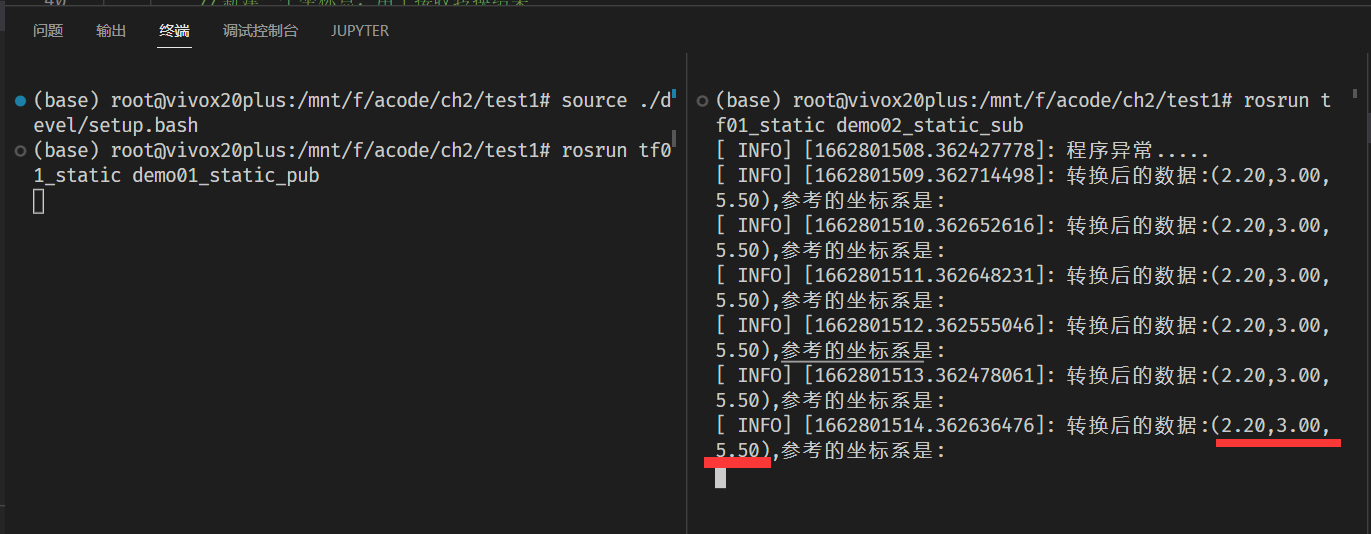 问题 输出 终端 调试控制台 JUPYTER
(base) root@vivox20plus:/mnt/f/acode/ch2/test1# source ./d
evel/setup.bash
(base) root@vivox20plus:/mnt/f/acode/ch2/test1# rosrun tf0
1_static demo01_static_pub
(base) root@vivox20plus:/mnt/f/acode/ch2/test1# rosrun t
f01_static demo02_static_sub
[ INFO] [1662801508.362427778]: 程序异常.....
[ INFO] [1662801509.362714498]: 转换后的数据:(2.20,3.00,
5.50),参考的坐标系是:
[ INFO] [1662801510.362652616]: 转换后的数据:(2.20,3.00,
5.50),参考的坐标系是:
[ INFO] [1662801511.362648231]: 转换后的数据:(2.20,3.00,
5.50),参考的坐标系是:
[ INFO] [1662801512.362555046]: 转换后的数据:(2.20,3.00,
5.50),参考的坐标系是:
[ INFO] [1662801513.362478061]: 转换后的数据:(2.20,3.00,
5.50),参考的坐标系是:
[ INFO] [1662801514.362636476]: 转换后的数据:(2.20,3.00,
5.50),参考的坐标系是: